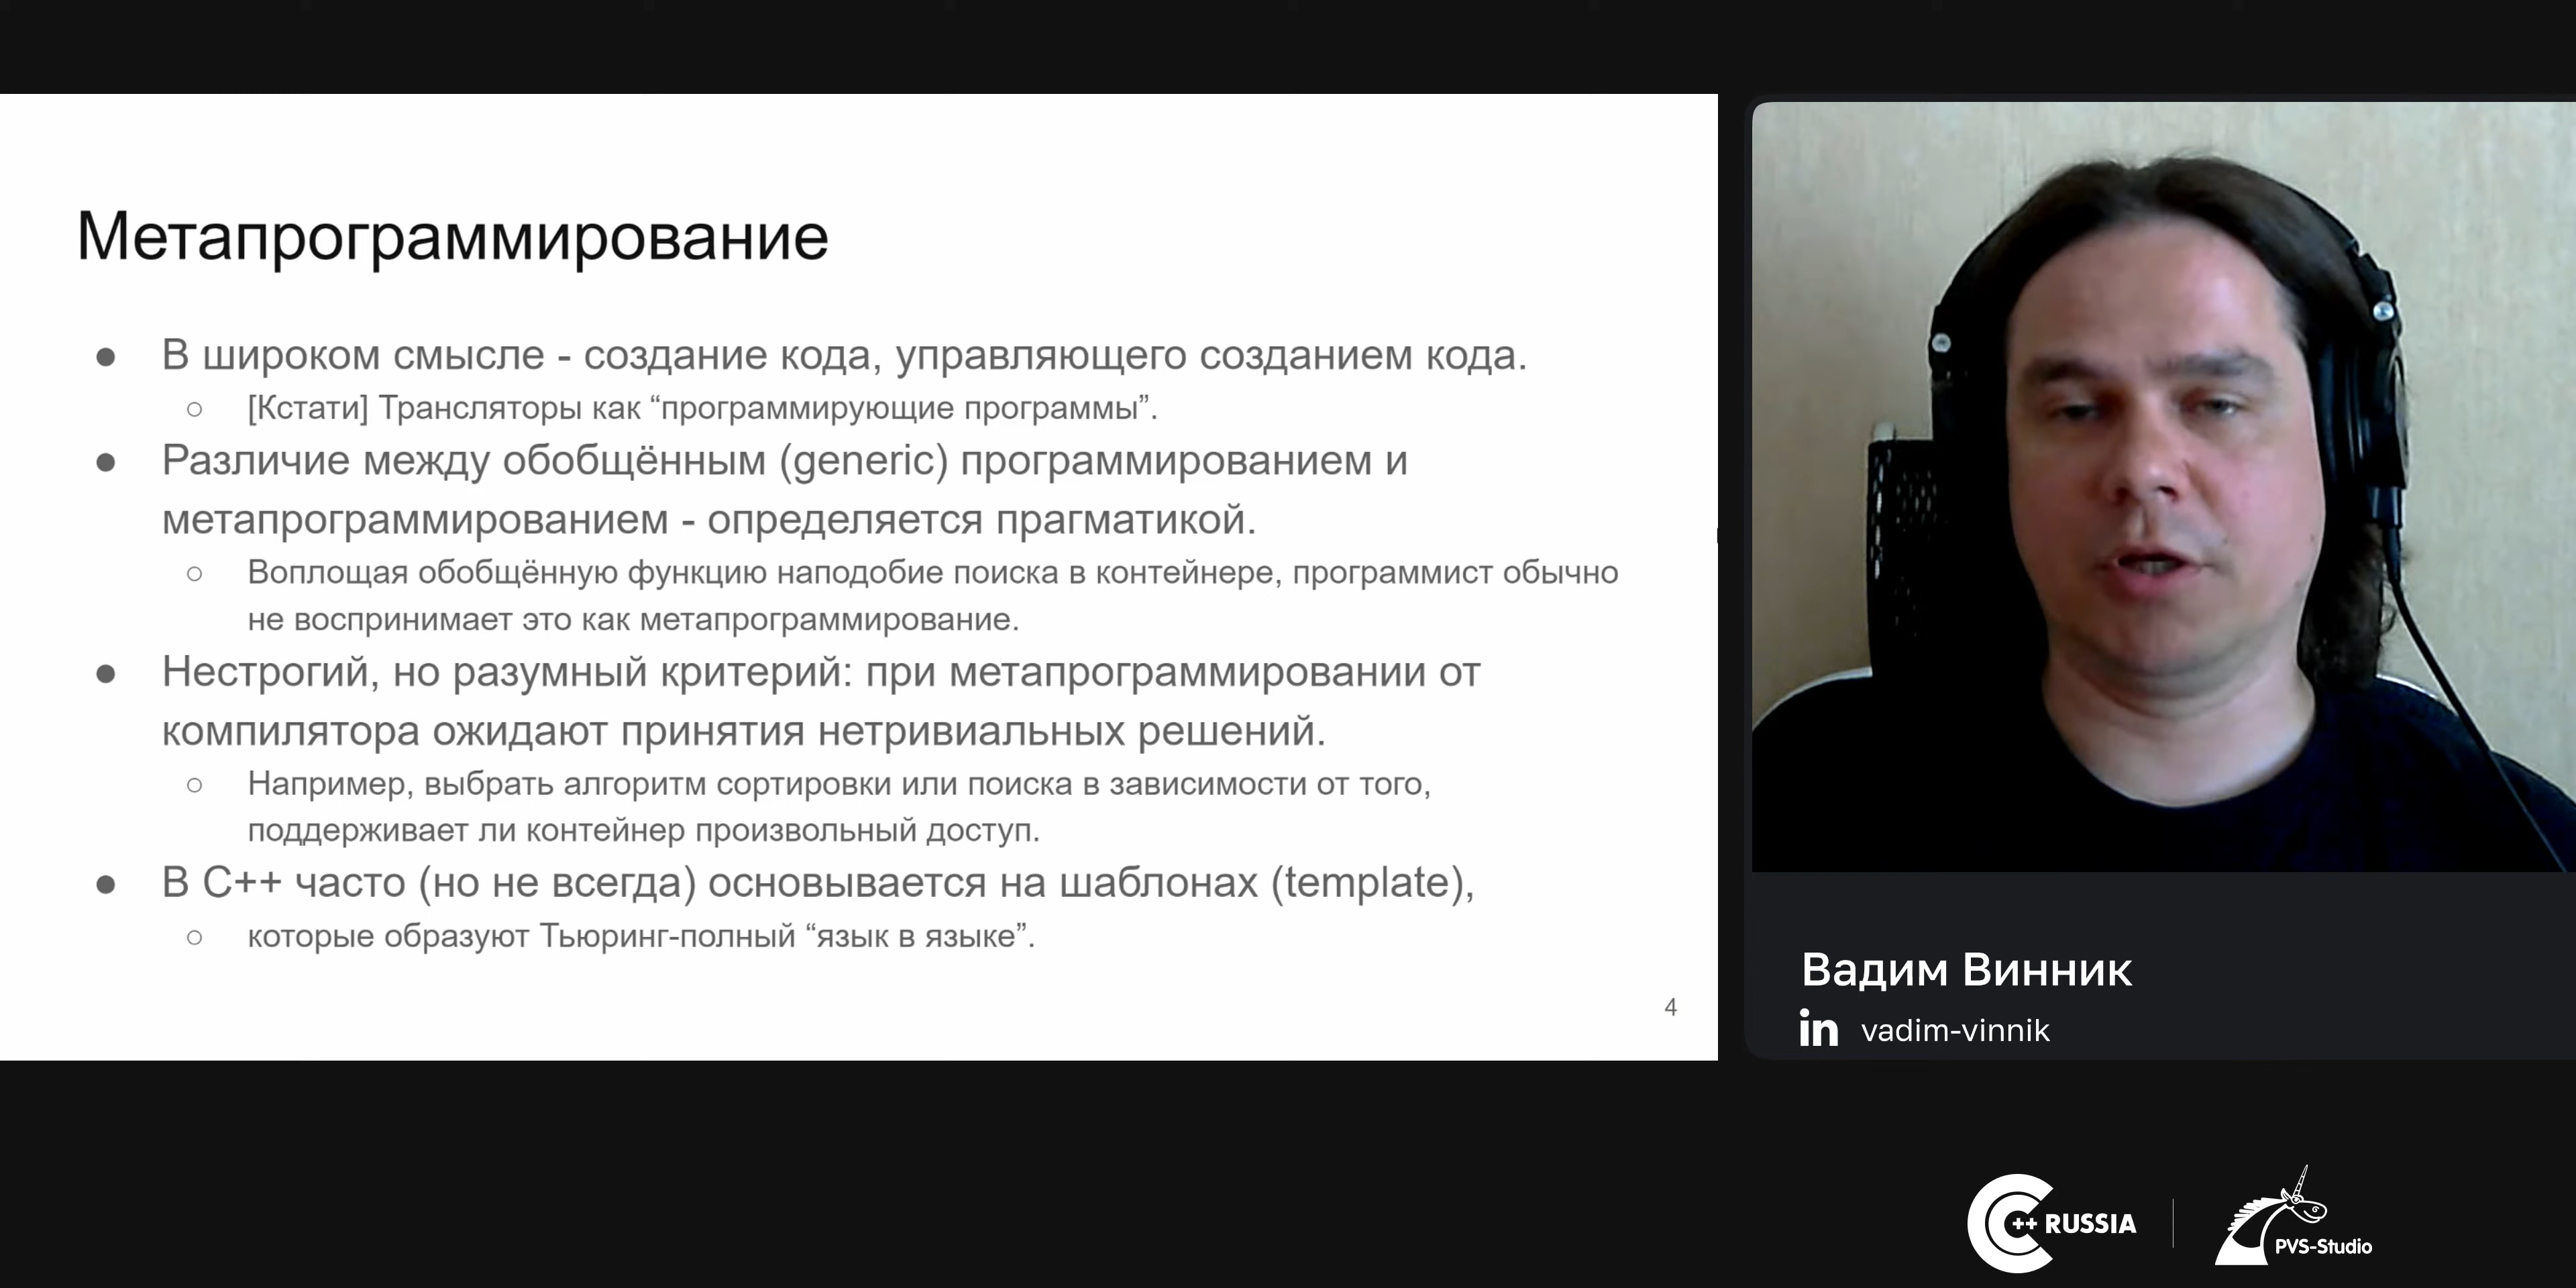 Метапрограммирование
● В широком смысле - создание кода, управляющего созданием кода.
○ [Кстати] Трансляторы как “программирующие программы”.
● Различие между обобщённым (generic) программированием и
метапрограммированием - определяется прагматикой.
○ Воплощая обобщённую функцию наподобие поиска в контейнере, программист обычно
не воспринимает это как метапрограммирование.
● Нестрогий, но разумный критерий: при метапрограммировании от
компилятора ожидают принятия нетривиальных решений.
○ Например, выбрать алгоритм сортировки или поиска в зависимости от того,
поддерживает ли контейнер произвольный доступ.
● В C++ часто (но не всегда) основывается на шаблонах (template),
○ которые образуют Тьюринг-полный “язык в языке”.
4
Вадим Винник
in vadim-vinnik
C++ RUSSIA
PVS-Studio